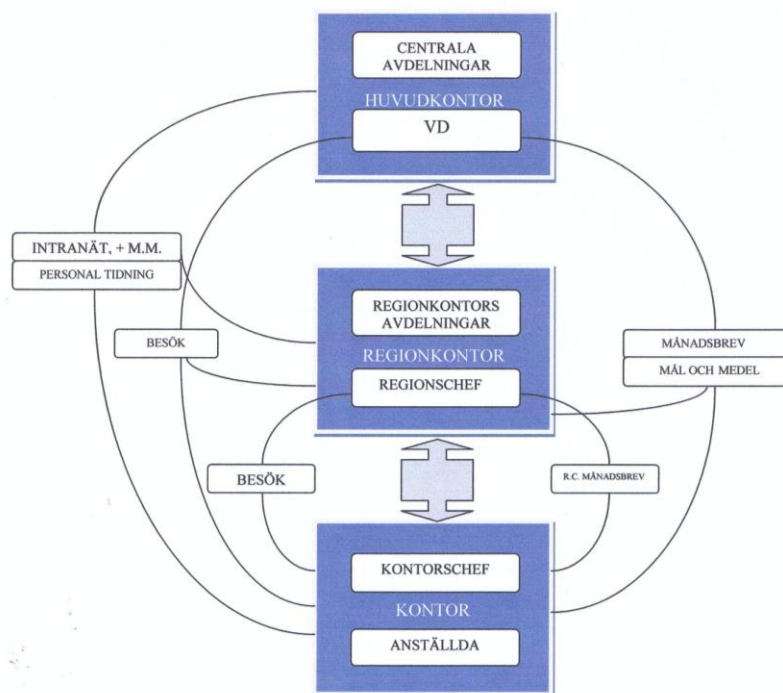 CENTRALA
AVDELNINGAR
HUVUDKONTOR
VD
INTRANÄT, + M.M.
PERSONAL TIDNING
BESÖK
REGIONKONTORS
AVDELNINGAR
REGIONKONTOR
REGIONSCHEF
MÅNADSBREV
MÅL OCH MEDEL
BESÖK
R.C. MÅNADSBREV
KONTORSCHEF
KONTOR
ANSTÄLLDA